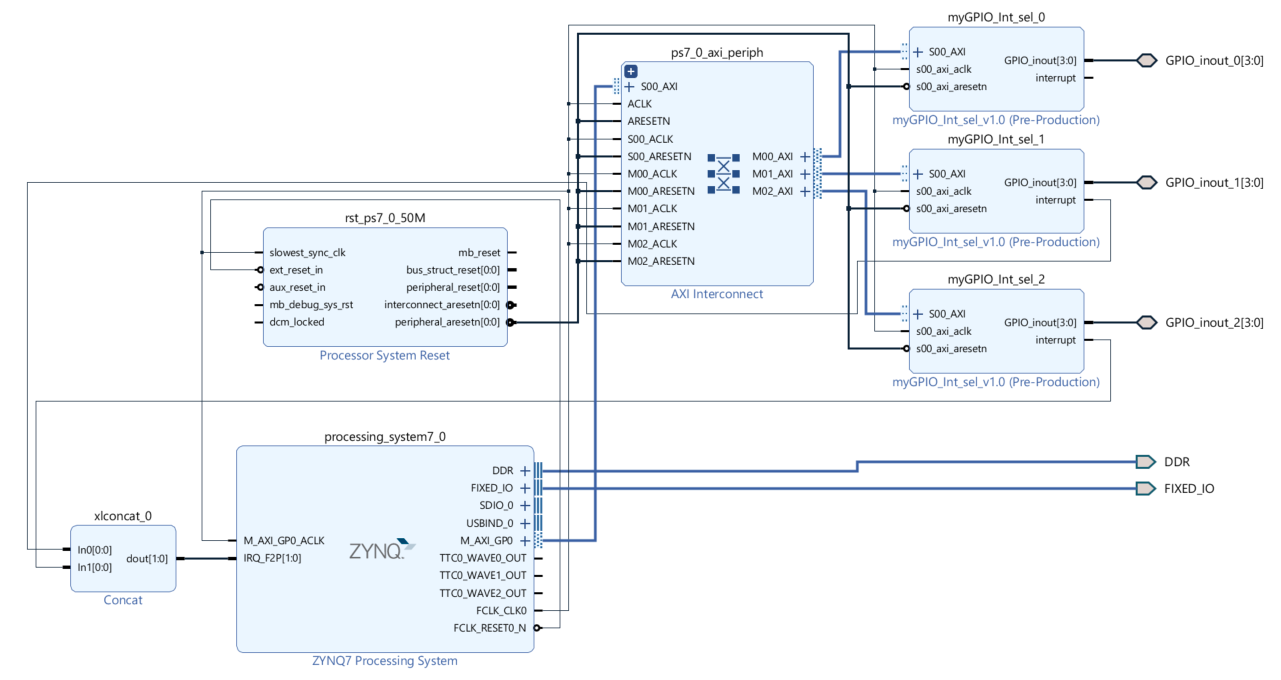 myGPIO_Int_sel_0
S00_AXI
s00_axi_aclk
s00_axi_aresetn
GPIO_inout[3:0]
interrupt
myGPIO_Int_sel_v1.0 (Pre-Production)
GPIO_inout_0[3:0]
myGPIO_Int_sel_1
S00_AXI
s00_axi_aclk
s00_axi_aresetn
GPIO_inout[3:0]
interrupt
myGPIO_Int_sel_v1.0 (Pre-Production)
GPIO_inout_1[3:0]
myGPIO_Int_sel_2
S00_AXI
s00_axi_aclk
s00_axi_aresetn
GPIO_inout[3:0]
interrupt
myGPIO_Int_sel_v1.0 (Pre-Production)
GPIO_inout_2[3:0]
ps7_0_axi_periph
S00_AXI
ACLK
ARESETN
S00_ACLK
S00_ARESETN
M00_ACLK
M00_ARESETN
M01_ACLK
M01_ARESETN
M02_ACLK
M02_ARESETN
M00_AXI
M01_AXI
M02_AXI
AXI Interconnect
rst_ps7_0_50M
slowest_sync_clk
ext_reset_in
aux_reset_in
mb_debug_sys_rst
dcm_locked
mb_reset
bus_struct_reset[0:0]
peripheral_reset[0:0]
interconnect_aresetn[0:0]
peripheral_aresetn[0:0]
Processor System Reset
processing_system7_0
M_AXI_GP0_ACLK
IRQ_F2P[1:0]
ZYNQ
DDR
FIXED_IO
SDIO_0
USBIND_0
M_AXI_GP0
TTC0_WAVE0_OUT
TTC0_WAVE1_OUT
TTC0_WAVE2_OUT
FCLK_CLK0
FCLK_RESET0_N
ZYNQ7 Processing System
DDR
FIXED_IO
xlconcat_0
In0[0:0]
In1[0:0]
dout[1:0]
Concat